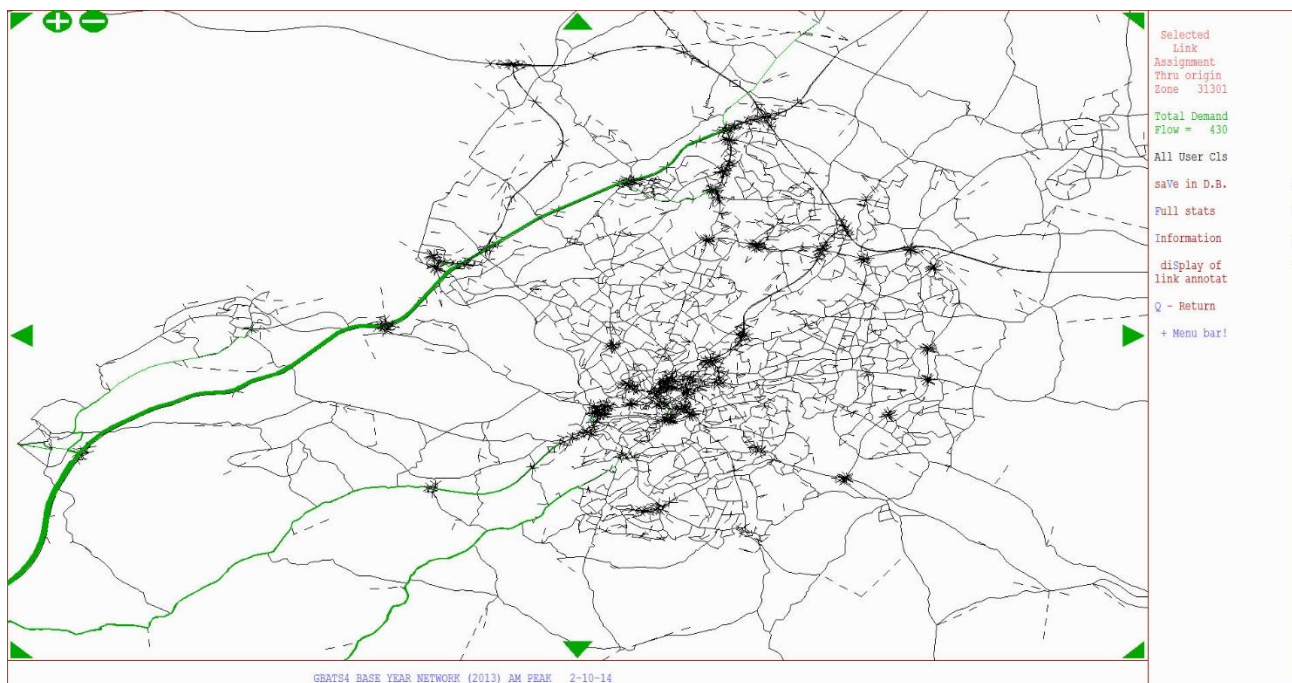 Selected
Link
Assignment
Thru origin
Zone 31301
Total Demand
Flow = 430
All User Cls
saVe in D.B.
Full stats
Information
diSplay of
link annotat
Q - Return
+ Menu bar!
GBATS4 BASE YEAR NETWORK (2013) AM PEAK 2-10-14